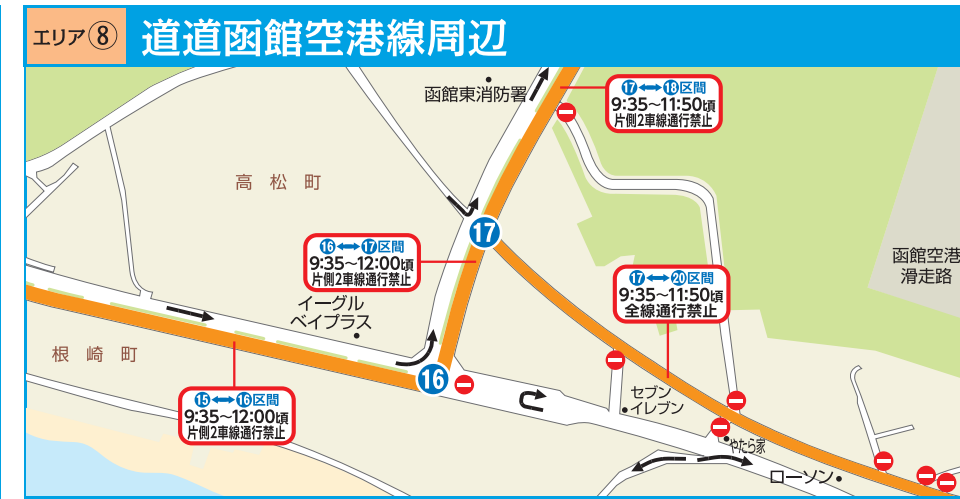 エリア⑧
道道函館空港線周辺
函館東消防署
⑰⟷⑱区間
9:35~11:50頃
片側2車線通行禁止
高松町
⑰
⑯⟷⑰区間
9:35~12:00頃
片側2車線通行禁止
函館空港
滑走路
⑰⟷⑳区間
9:35~11:50頃
全線通行禁止
イーグル
ベイプラス
根崎町
⑯
⑮⟷⑯区間
9:35~12:00頃
片側2車線通行禁止
セブン
イレブン
やたら家
ローソン